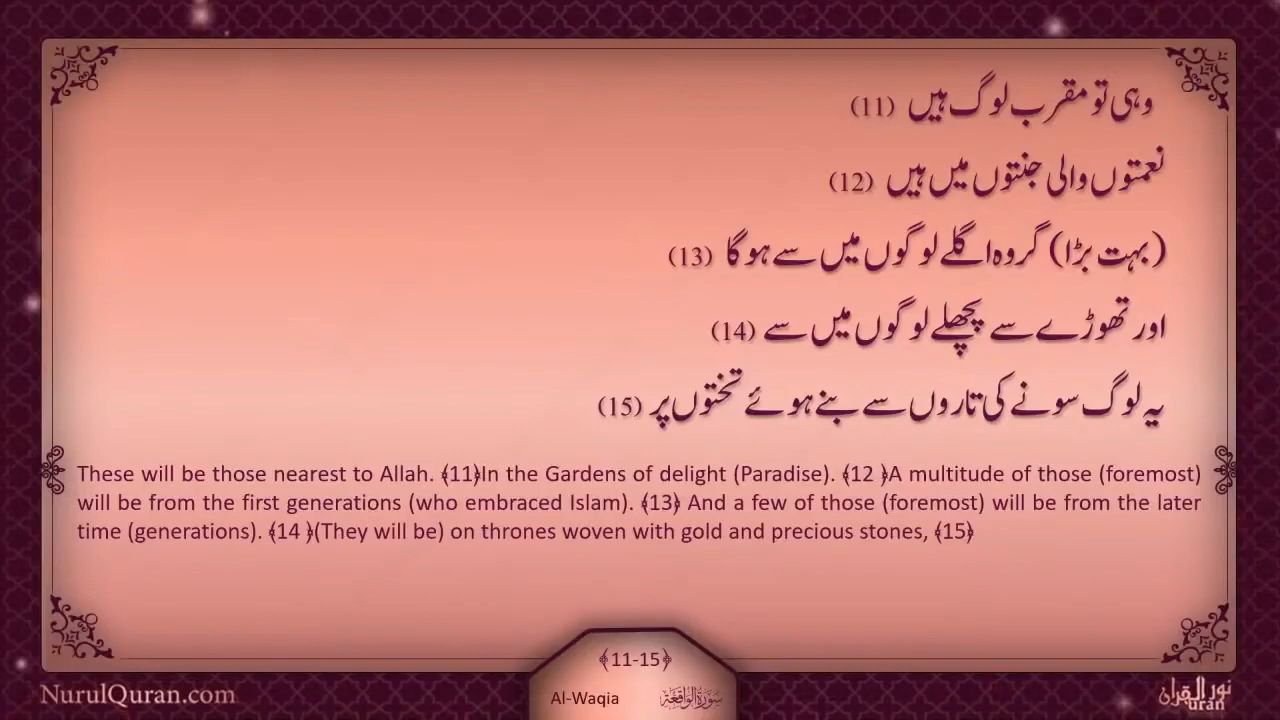 وہی تو مقرب لوگ ہیں (11)
نعمتوں والی جنتوں میں ہیں (12)
(بہت بڑا) گروہ اگلے لوگوں میں سے ہوگا (13)
اور تھوڑے سے پچھلے لوگوں میں سے (14)
یہ لوگ سونے کی تاروں سے بنے ہوئے تختوں پر (15)
These will be those nearest to Allah. ﴾11﴿In the Gardens of delight (Paradise). ﴾12 ﴿A multitude of those (foremost)
will be from the first generations (who embraced Islam). ﴾13﴿ And a few of those (foremost) will be from the later
time (generations). ﴾14 ﴿(They will be) on thrones woven with gold and precious stones, ﴾15﴿
﴾11-15﴿
Al-Waqia سورة الواقعة
NurulQuran.com
نور القرآن
uran